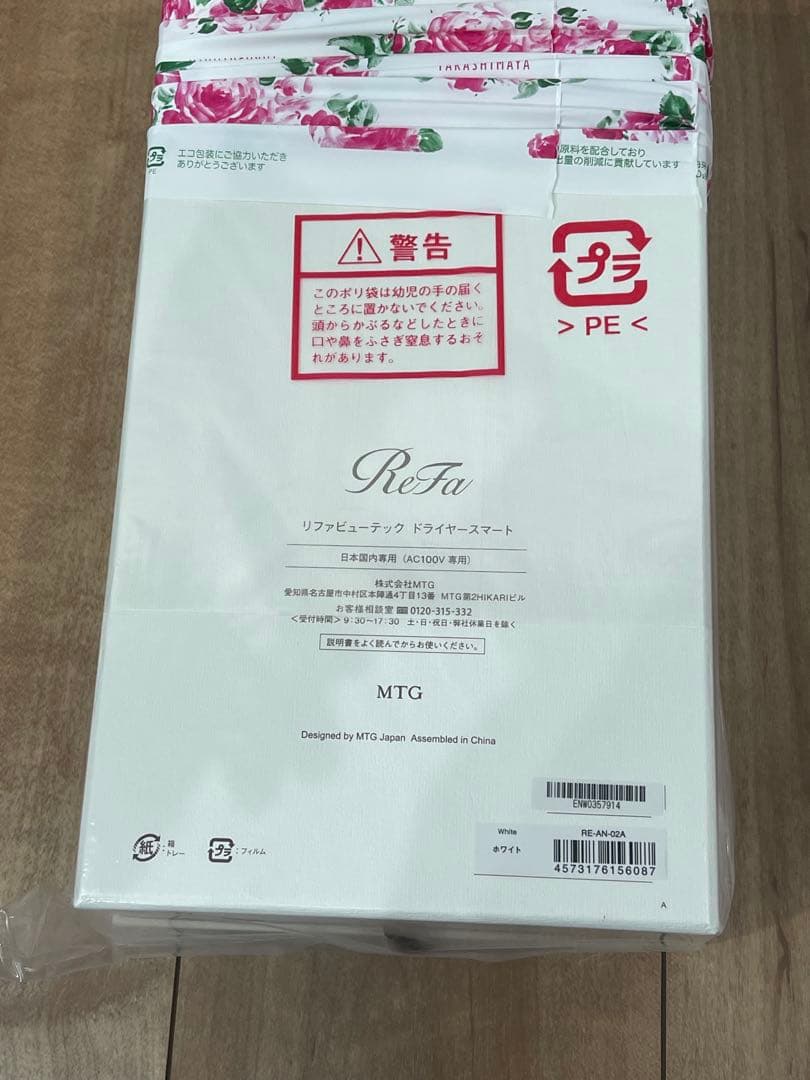 TAKASHIMAYA
エコ包装にご協力いただき
ありがとうございます
PE
原料を配合しており
出量の削減に貢献しています
警告
このポリ袋は幼児の手の届く
ところに置かないでください。
頭からかぶるなどしたときに
口や鼻をふさぎ窒息するおそ
れがあります。
プラ
> PE <
ReFa
リファビューテック ドライヤースマート
日本国内専用（AC100V 専用）
株式会社MTG
愛知県名古屋市中村区本陣通4丁目13番 MTG第2HIKARIビル
お客様相談室 0120-315-332
＜受付時間＞9:30〜17:30 土・日・祝日・弊社休業日を除く
説明書をよく読んでからお使いください。
MTG
Designed by MTG Japan Assembled in China
ENW0357914
White RE-AN-02A
ホワイト
4573176156087
紙 :箱
トレー
プラ :フィルム
A